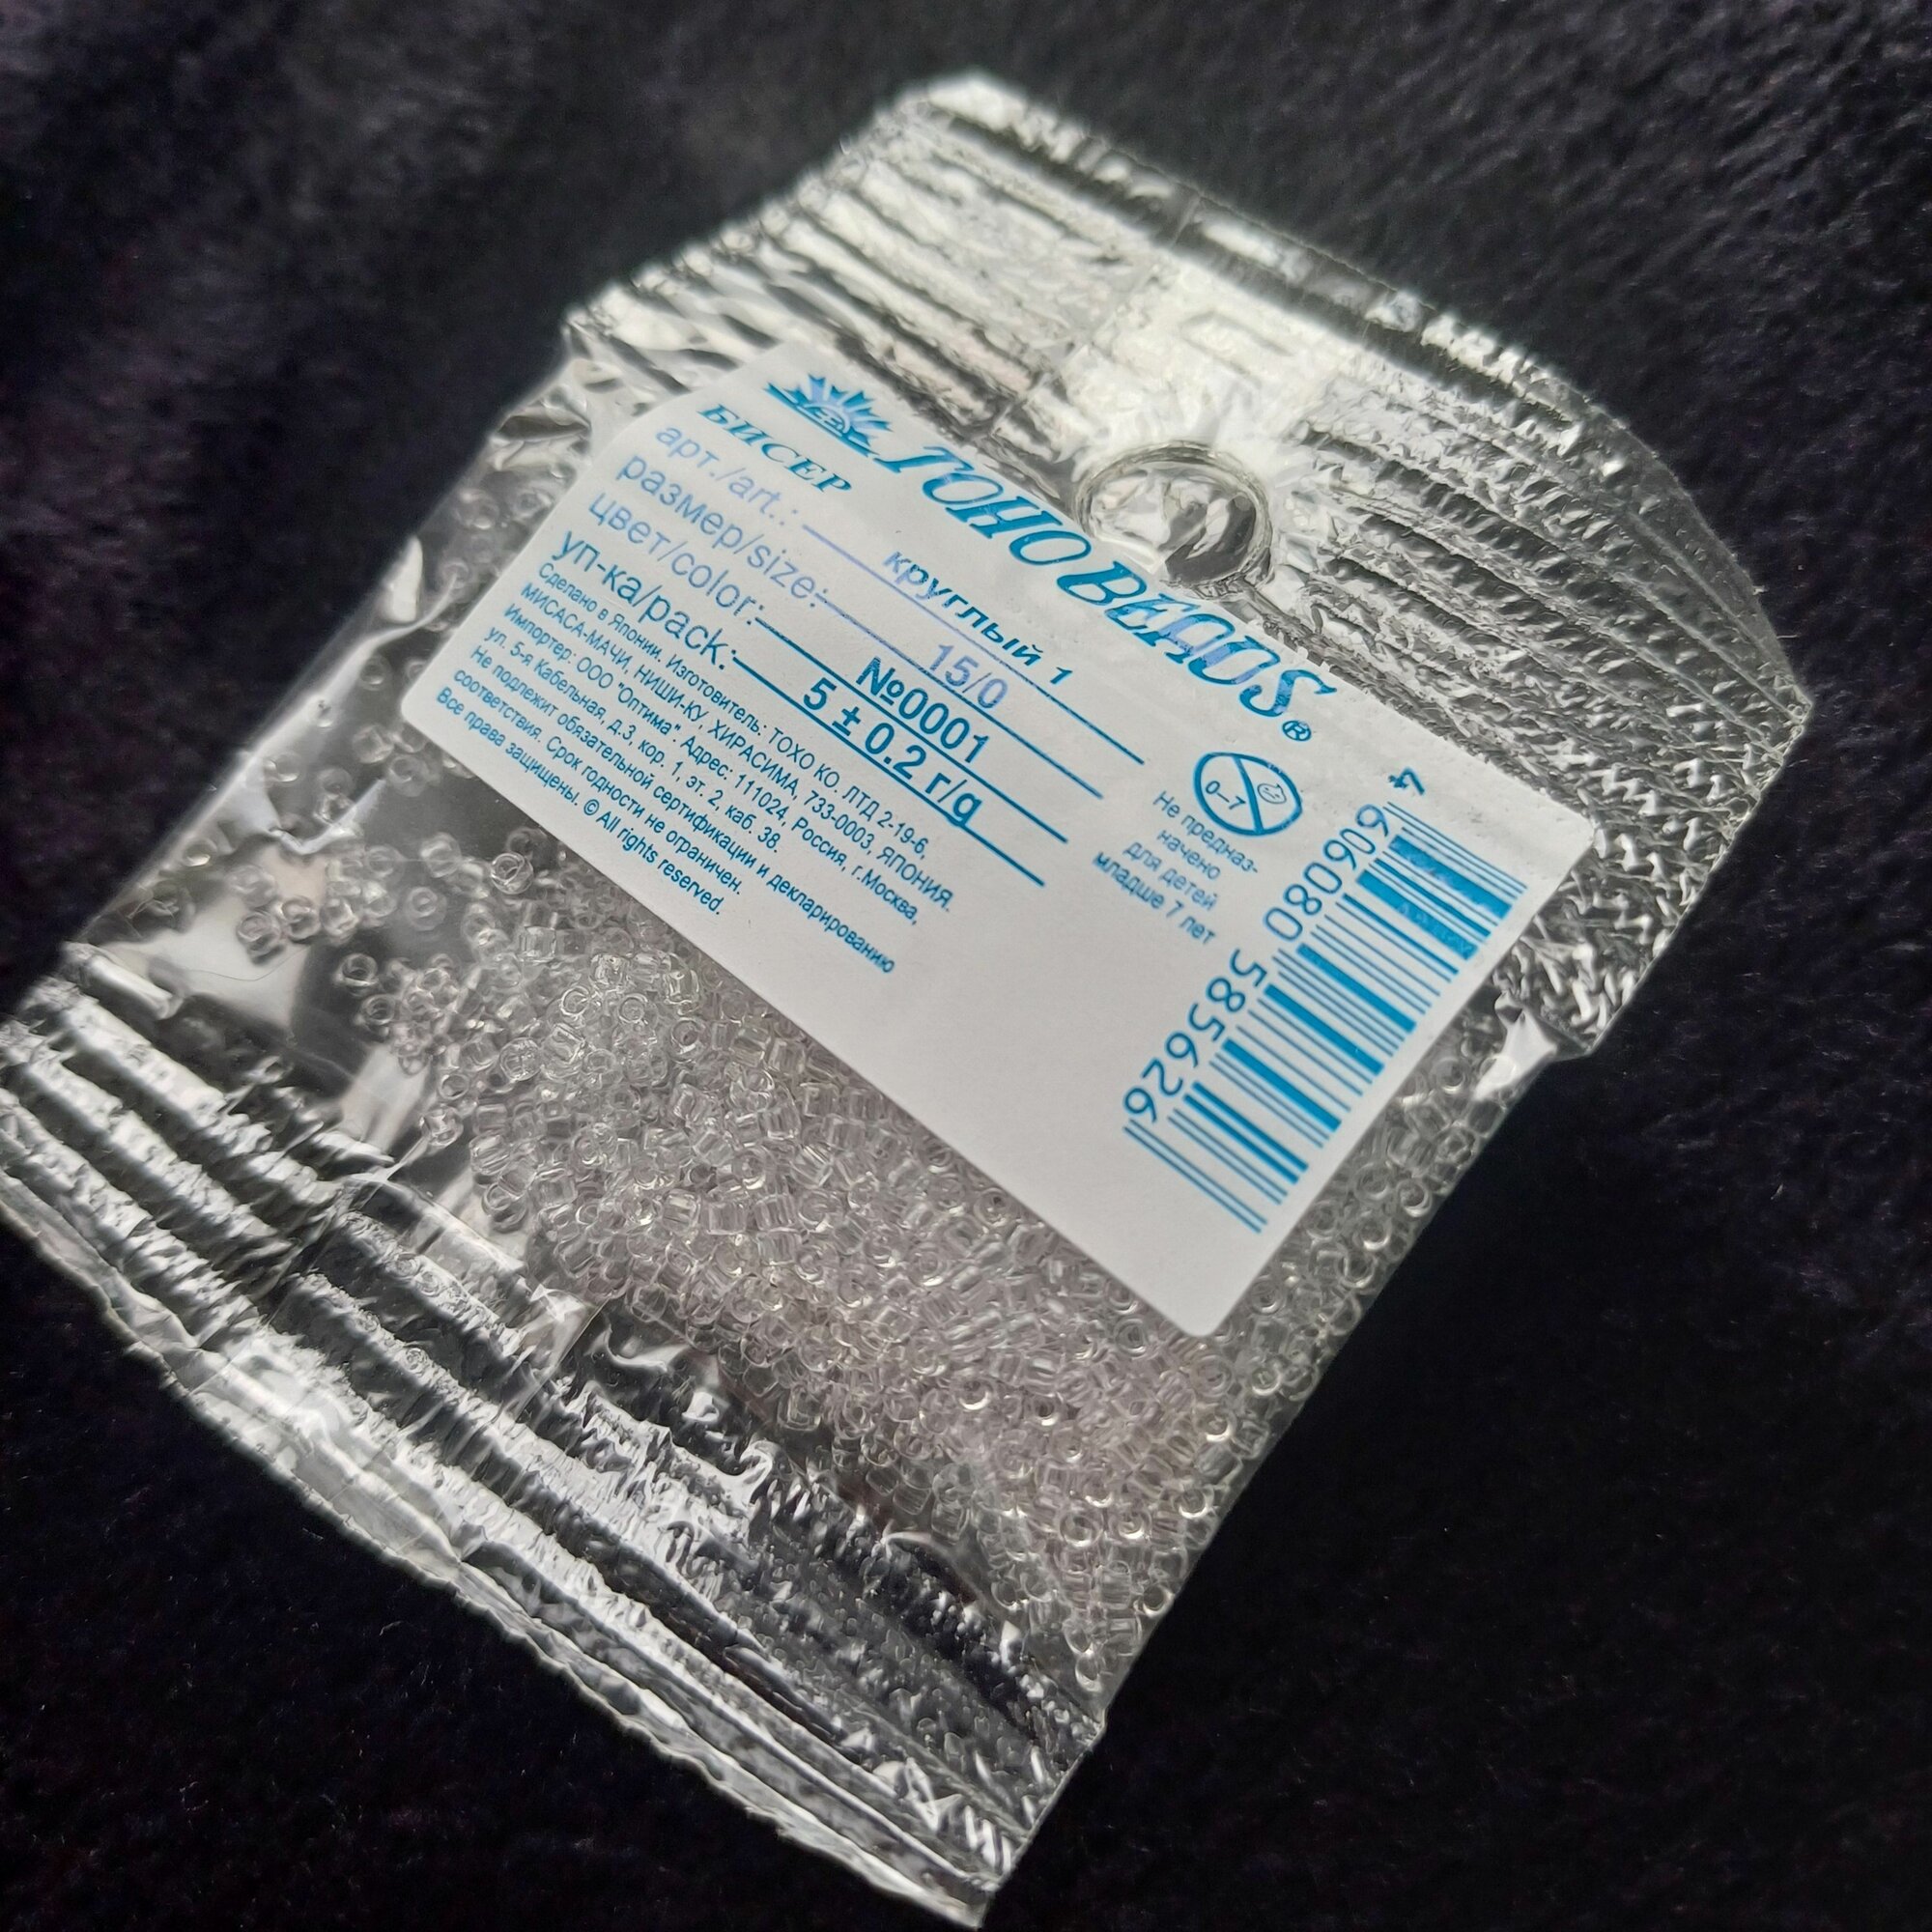 TOHO BEADS®
БИСЕР
арт./art.: круглый 1
размер/size: 15/0
цвет/color: №0001
уп-ка/pack: 5 ± 0.2 г/g
Сделано в Японии. Изготовитель: ТОХО КО. ЛТД 2-19-6,
МИСАСА-МАЧИ, НИШИ-КУ, ХИРАСИМА, 733-0003, ЯПОНИЯ.
Импортер: ООО "Оптима". Адрес: 111024, Россия, г.Москва,
ул. 5-я Кабельная, д.3, кор. 1, эт. 2, каб. 38.
Не подлежит обязательной сертификации и декларированию
соответствия. Срок годности не ограничен.
Все права защищены. © All rights reserved.
0-7
Не предназ-
начено
для детей
младше 7 лет
4 606080 585626